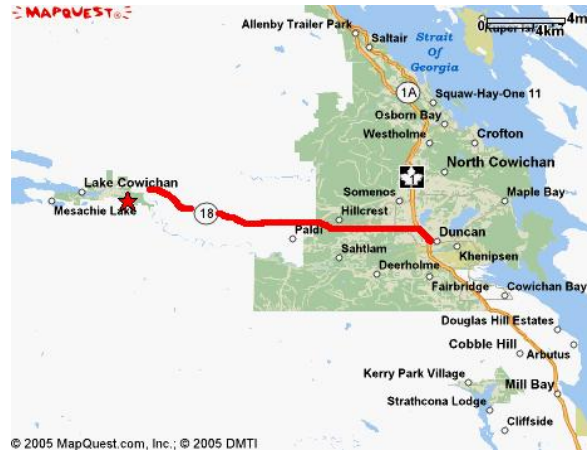 MAPQUEST
Allenby Trailer Park
Saltair
Strait
Of
Georgia
0
4m
4km
1A
Squaw-Hay-One 11
Osborn Bay
Westholme
Crofton
1
North Cowichan
Lake Cowichan
Mesachie Lake
18
Somenos
Maple Bay
Hillcrest
Paldi
Duncan
Sahtlam
Khenipsen
Deerholme
Fairbridge
Cowichan Bay
Douglas Hill Estates
Cobble Hill
Arbutus
Kerry Park Village
Mill Bay
Strathcona Lodge
Cliffside
© 2005 MapQuest.com, Inc.; © 2005 DMTI